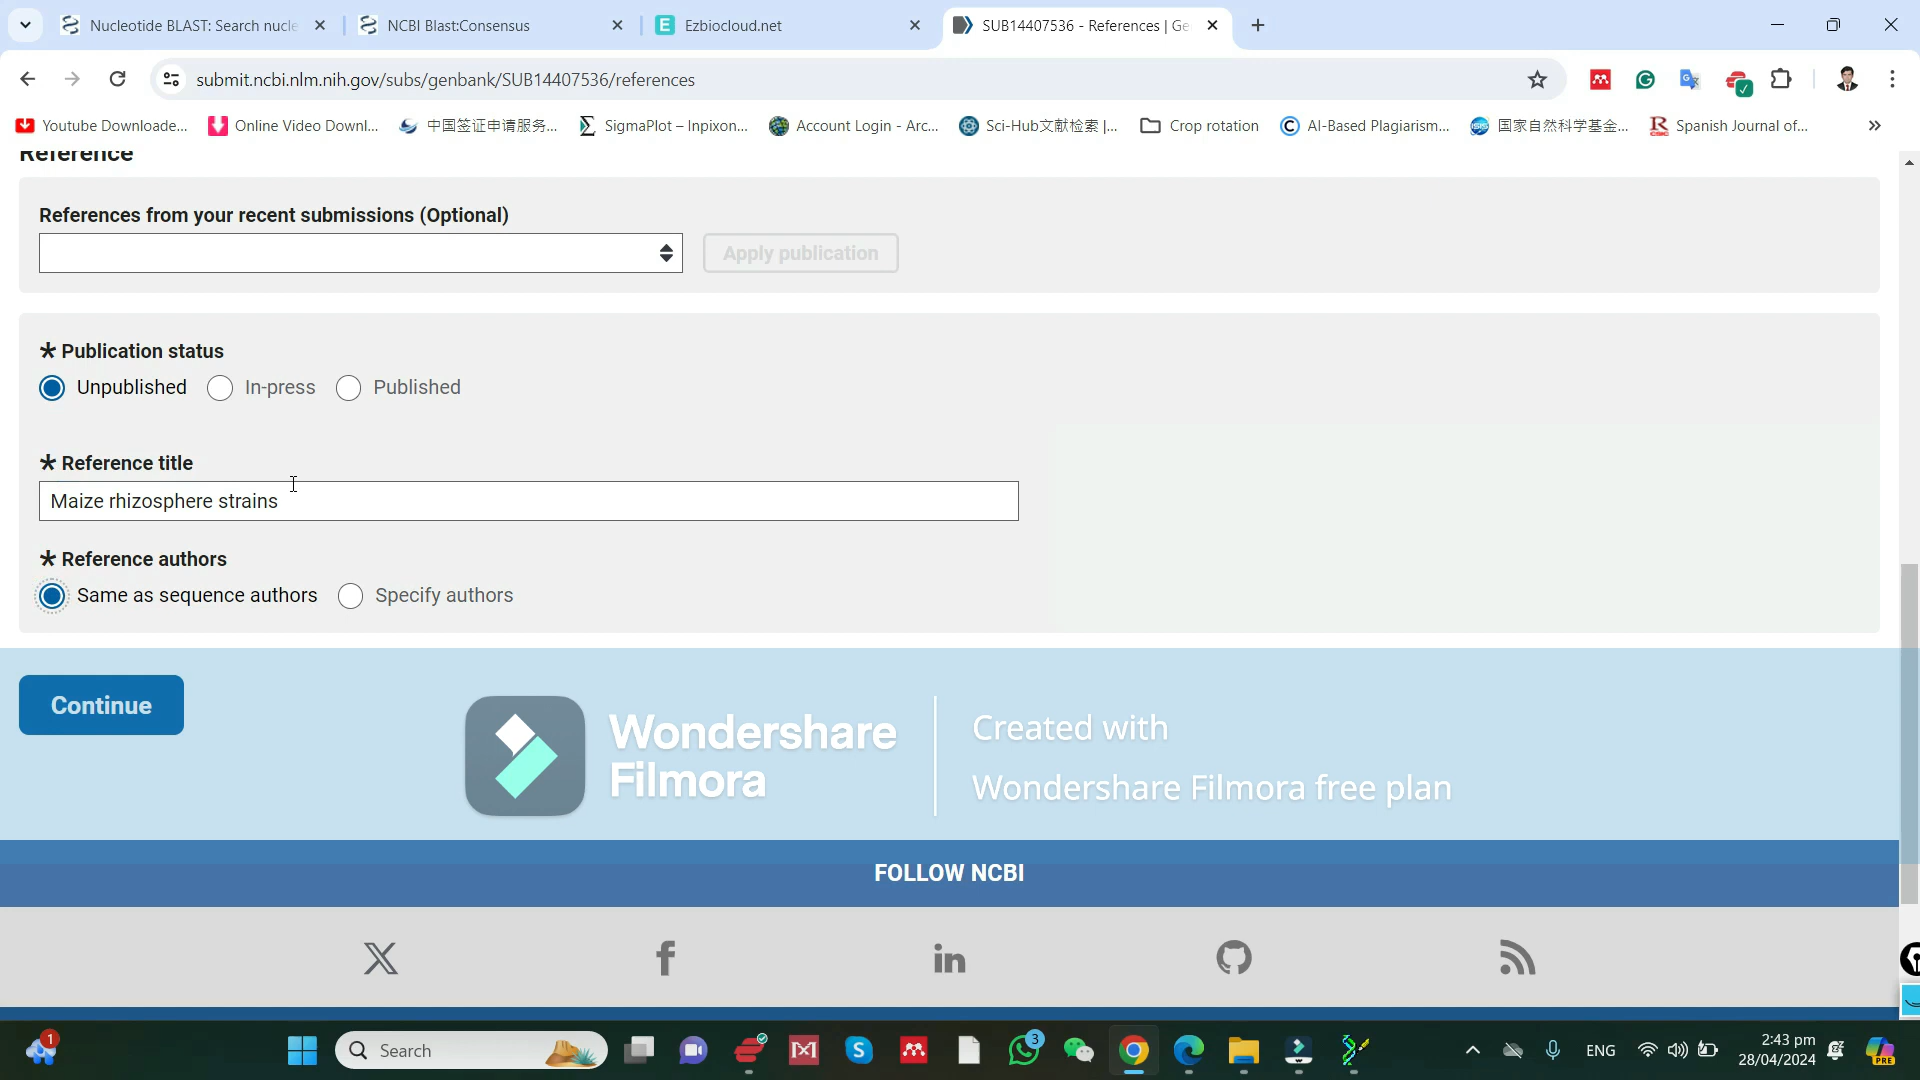 Nucleotide BLAST: Search nucle
NCBI Blast:Consensus
Ezbiocloud.net
SUB14407536 - References | Ge
submit.ncbi.nlm.nih.gov/subs/genbank/SUB14407536/references
Youtube Downloade...
Online Video Downl...
中国签证申请服务...
SigmaPlot – Inpixon...
Account Login - Arc...
Sci-Hub文献检索 |...
Crop rotation
AI-Based Plagiarism...
国家自然科学基金...
Spanish Journal of...
Reference
References from your recent submissions (Optional)
Apply publication
* Publication status
Unpublished In-press Published
* Reference title
Maize rhizosphere strains
* Reference authors
Same as sequence authors Specify authors
Continue
Wondershare
Filmora
Created with
Wondershare Filmora free plan
FOLLOW NCBI
1
Search
3
ENG
2:43 pm
28/04/2024
PRE